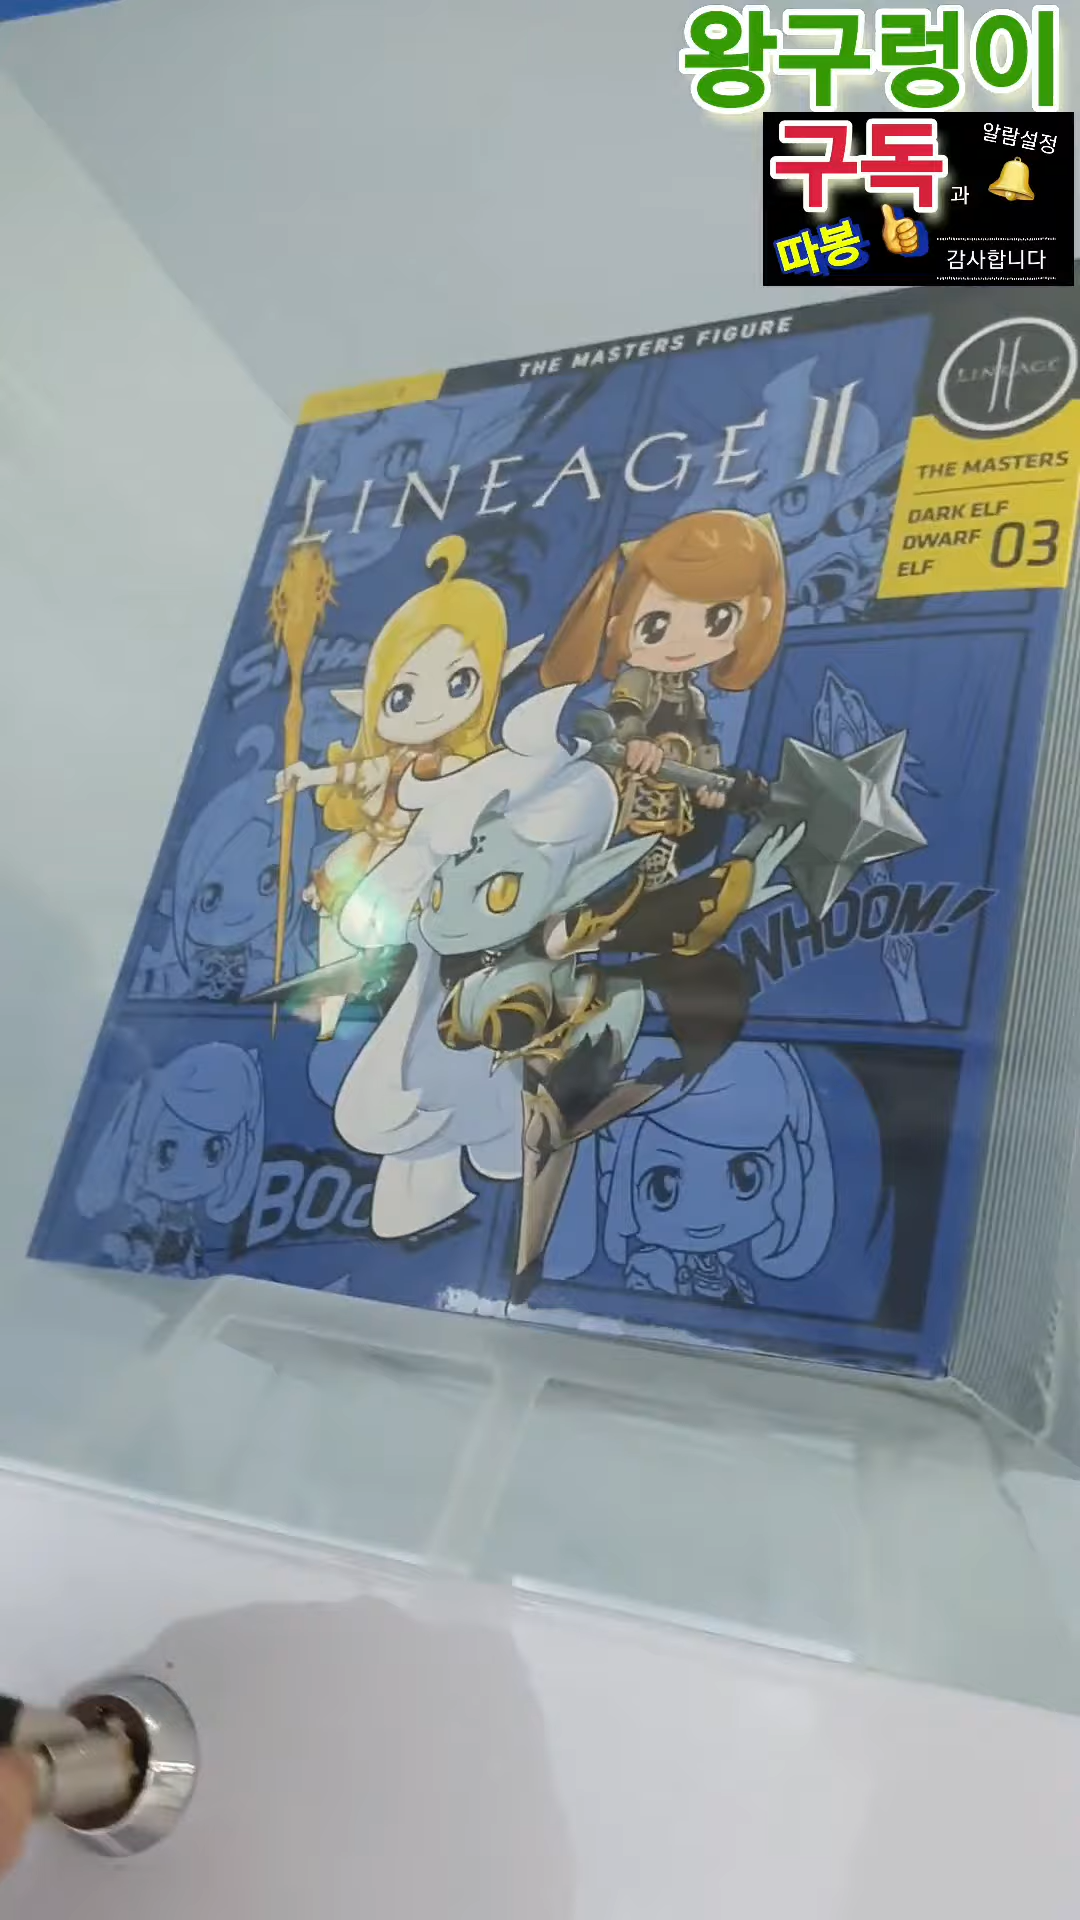 왕구렁이
구독
과
알람설정
따봉
감사합니다
THE MASTERS FIGURE
LINEAGE II
LINEAGE II
THE MASTERS
DARK ELF
DWARF
ELF
03
WHOOM!